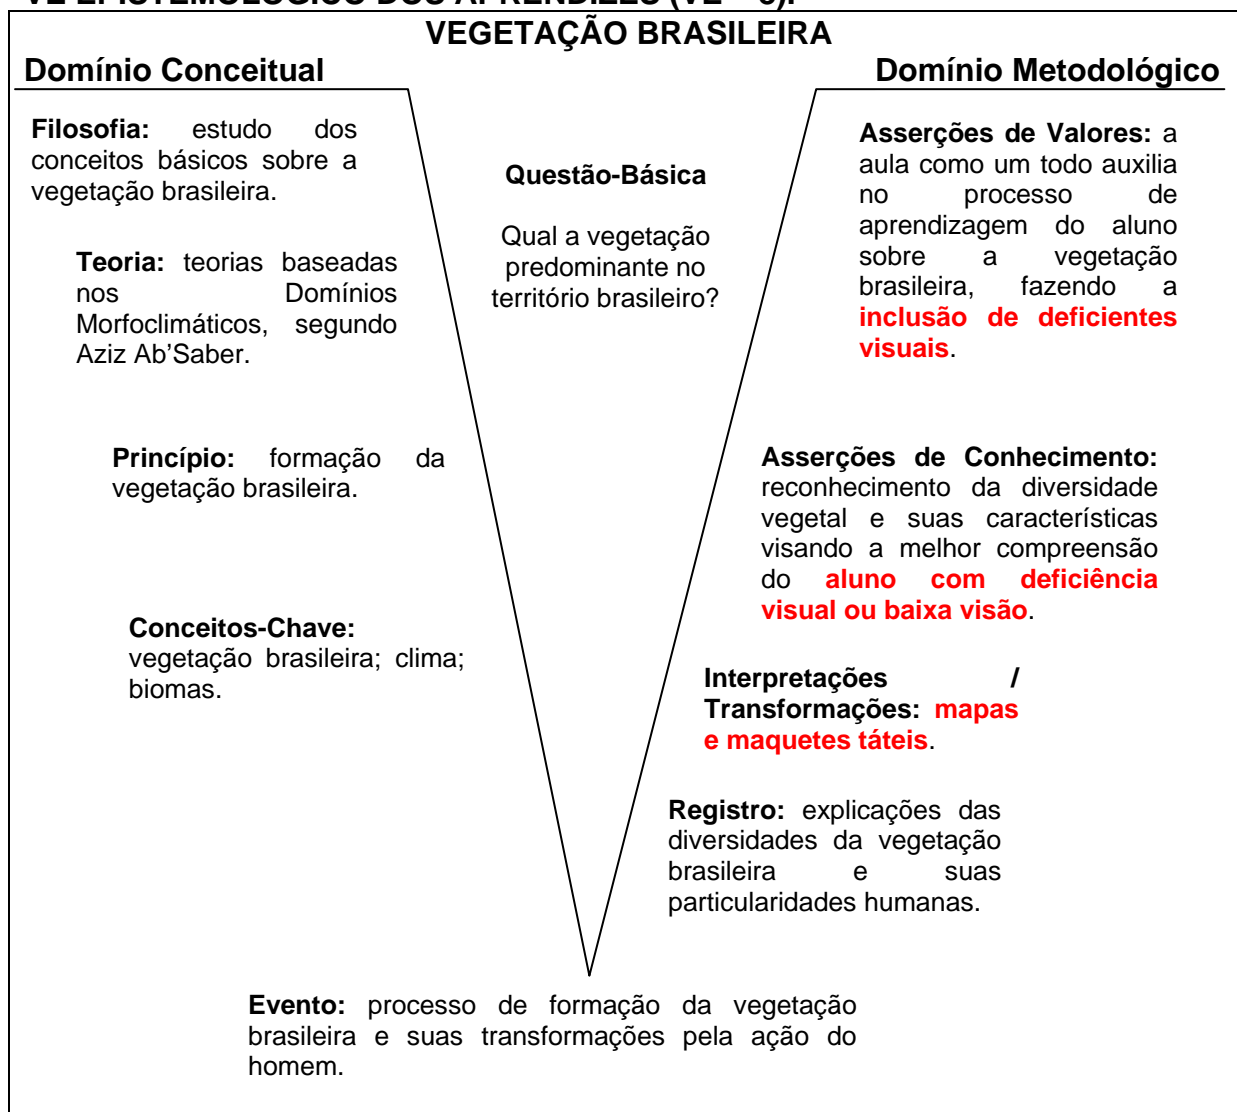 VEGETAÇÃO BRASILEIRA
Domínio Conceitual
Filosofia: estudo dos
conceitos básicos sobre a
vegetação brasileira.
Teoria: teorias baseadas
nos Domínios
Morfoclimáticos, segundo
Aziz Ab’Saber.
Princípio: formação da
vegetação brasileira.
Conceitos-Chave:
vegetação brasileira; clima;
biomas.
Questão-Básica
Qual a vegetação
predominante no
território brasileiro?
Domínio Metodológico
Asserções de Valores: a
aula como um todo auxilia
no processo de
aprendizagem do aluno
sobre a vegetação
brasileira, fazendo a
inclusão de deficientes
visuais.
Asserções de Conhecimento:
reconhecimento da diversidade
vegetal e suas características
visando a melhor compreensão
do aluno com deficiência
visual ou baixa visão.
Interpretações /
Transformações: mapas
e maquetes táteis.
Registro: explicações das
diversidades da vegetação
brasileira e suas
particularidades humanas.
Evento: processo de formação da vegetação
brasileira e suas transformações pela ação do
homem.